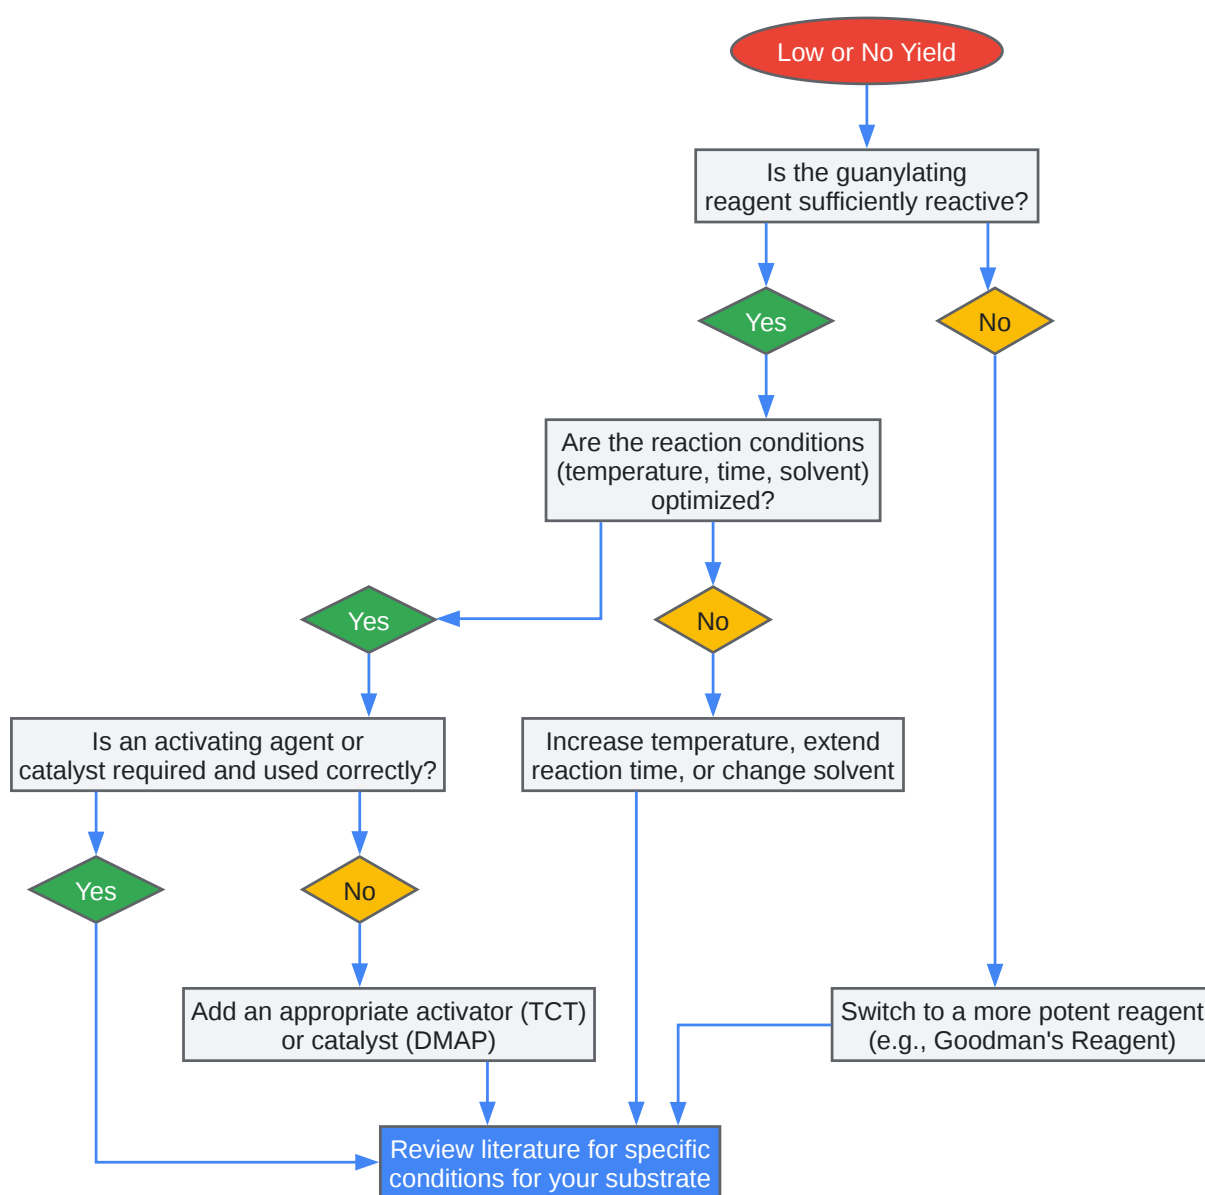 Low or No Yield
Is the guanylating
reagent sufficiently reactive?
Yes
No
Are the reaction conditions
(temperature, time, solvent)
optimized?
Yes
No
Is an activating agent or
catalyst required and used correctly?
Increase temperature, extend
reaction time, or change solvent
Yes
No
Add an appropriate activator (TCT)
or catalyst (DMAP)
Switch to a more potent reagent
(e.g., Goodman's Reagent)
Review literature for specific
conditions for your substrate